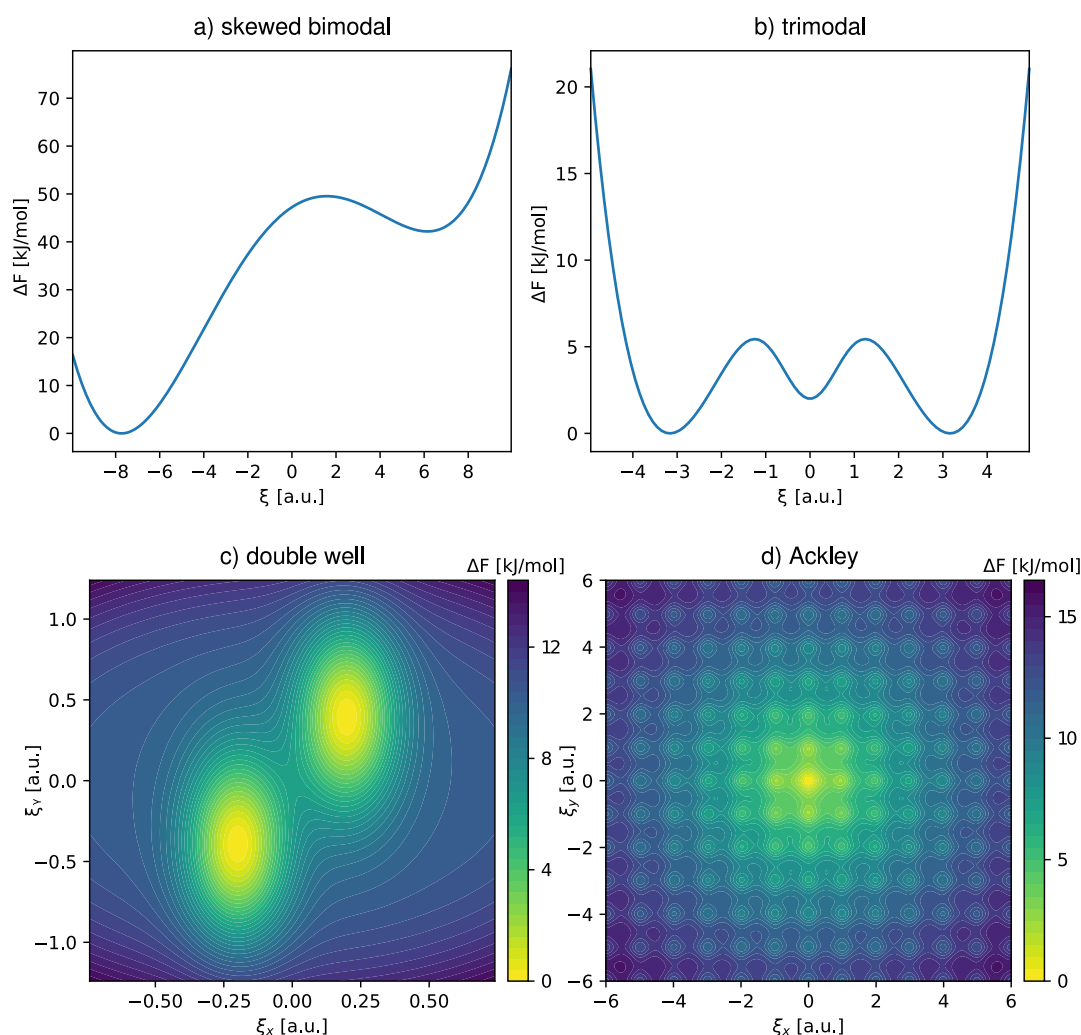 a) skewed bimodal
b) trimodal
ΔF [kJ/mol]
70
60
50
40
30
20
10
0
−8 −6 −4 −2 0 2 4 6 8
ξ [a.u.]
ΔF [kJ/mol]
20
15
10
5
0
−4 −3 −2 −1 0 1 2 3 4
ξ [a.u.]
c) double well
ΔF [kJ/mol]
ξᵧ [a.u.]
1.0
0.5
0.0
−0.5
−1.0
−0.50 −0.25 0.00 0.25 0.50
ξₓ [a.u.]
12
8
4
0
d) Ackley
ΔF [kJ/mol]
ξy [a.u.]
6
4
2
0
−2
−4
−6
−6 −4 −2 0 2 4 6
ξₓ [a.u.]
15
10
5
0